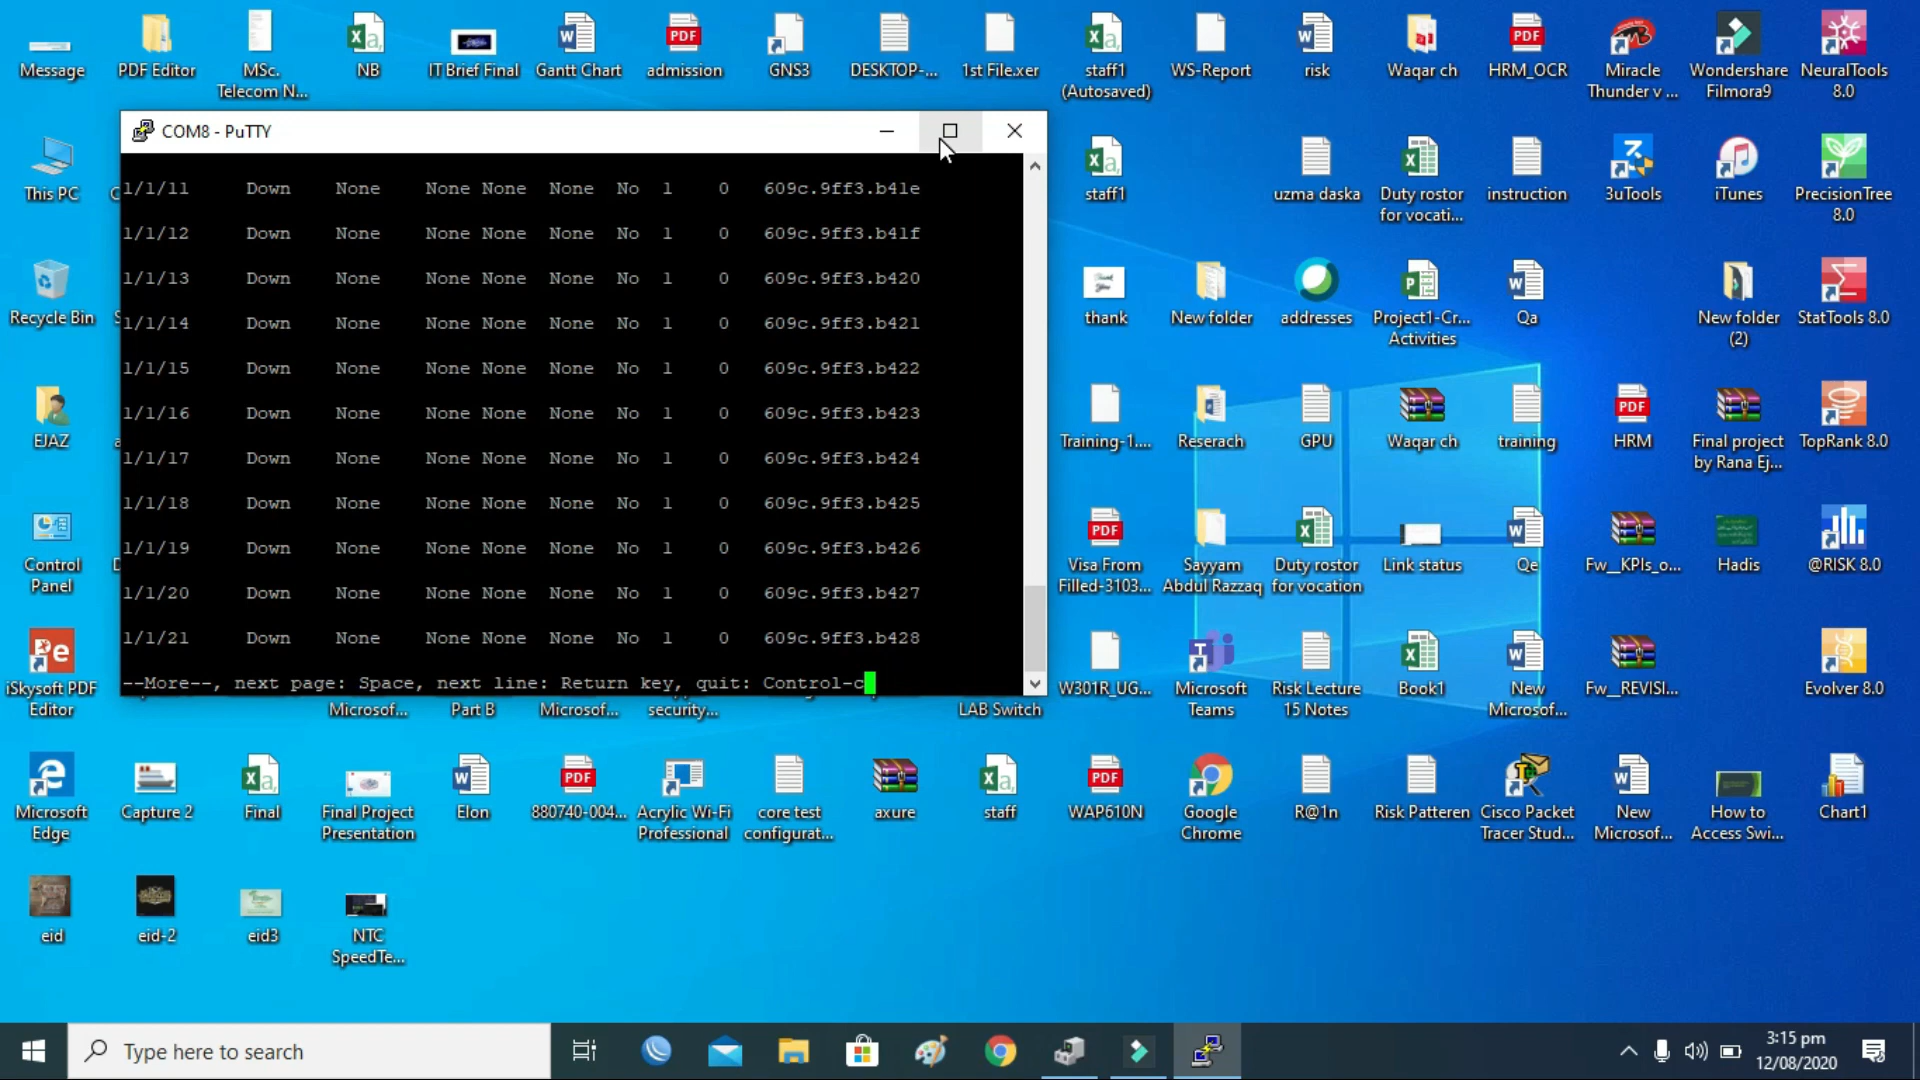 Message
PDF Editor
MSc.
Telecom N...
NB
IT Brief Final
Gantt Chart
admission
GNS3
DESKTOP-...
1st File.xer
staff1
(Autosaved)
WS-Report
risk
Waqar ch
HRM_OCR
Miracle
Thunder v ...
Wondershare
Filmora9
NeuralTools
8.0
COM8 - PuTTY
1/1/11 Down None None None None No 1 0 609c.9ff3.b41e
1/1/12 Down None None None None No 1 0 609c.9ff3.b41f
1/1/13 Down None None None None No 1 0 609c.9ff3.b420
1/1/14 Down None None None None No 1 0 609c.9ff3.b421
1/1/15 Down None None None None No 1 0 609c.9ff3.b422
1/1/16 Down None None None None No 1 0 609c.9ff3.b423
1/1/17 Down None None None None No 1 0 609c.9ff3.b424
1/1/18 Down None None None None No 1 0 609c.9ff3.b425
1/1/19 Down None None None None No 1 0 609c.9ff3.b426
1/1/20 Down None None None None No 1 0 609c.9ff3.b427
1/1/21 Down None None None None No 1 0 609c.9ff3.b428
--More--, next page: Space, next line: Return key, quit: Control-c
This PC
staff1
uzma daska
Duty rostor
for vocati...
instruction
3uTools
iTunes
PrecisionTree
8.0
Recycle Bin
thank
New folder
addresses
Project1-Cr...
Activities
Qa
New folder
(2)
StatTools 8.0
EJAZ
Training-1....
Reserach
GPU
Waqar ch
training
HRM
Final project
by Rana Ej...
TopRank 8.0
Control
Panel
Visa From
Filled-3103...
Sayyam
Abdul Razzaq
Duty rostor
for vocation
Link status
Qe
Fw__KPIs_o...
Hadis
@RISK 8.0
iSkysoft PDF
Editor
Microsof...
Part B
Microsof...
security...
LAB Switch
W301R_UG...
Microsoft
Teams
Risk Lecture
15 Notes
Book1
New
Microsof...
Fw__REVISI...
Evolver 8.0
Microsoft
Edge
Capture 2
Final
Final Project
Presentation
Elon
880740-004...
Acrylic Wi-Fi
Professional
core test
configurat...
axure
staff
WAP610N
Google
Chrome
R@1n
Risk Patteren
Cisco Packet
Tracer Stud...
New
Microsof...
How to
Access Swi...
Chart1
eid
eid-2
eid3
NTC
SpeedTe...
Type here to search
3:15 pm
12/08/2020